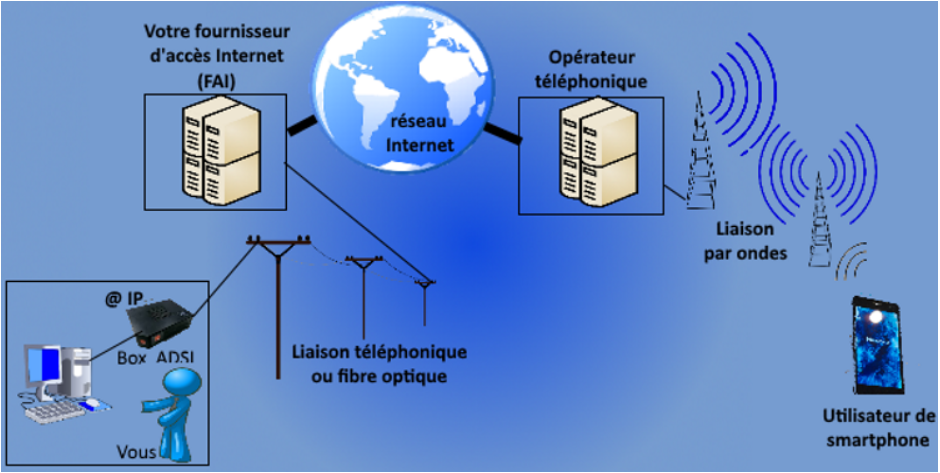 Votre fournisseur
d'accès Internet
(FAI)
réseau
Internet
Opérateur
téléphonique
Liaison
par ondes
@ IP
Box ADSL
Vous
Liaison téléphonique
ou fibre optique
Utilisateur de
smartphone